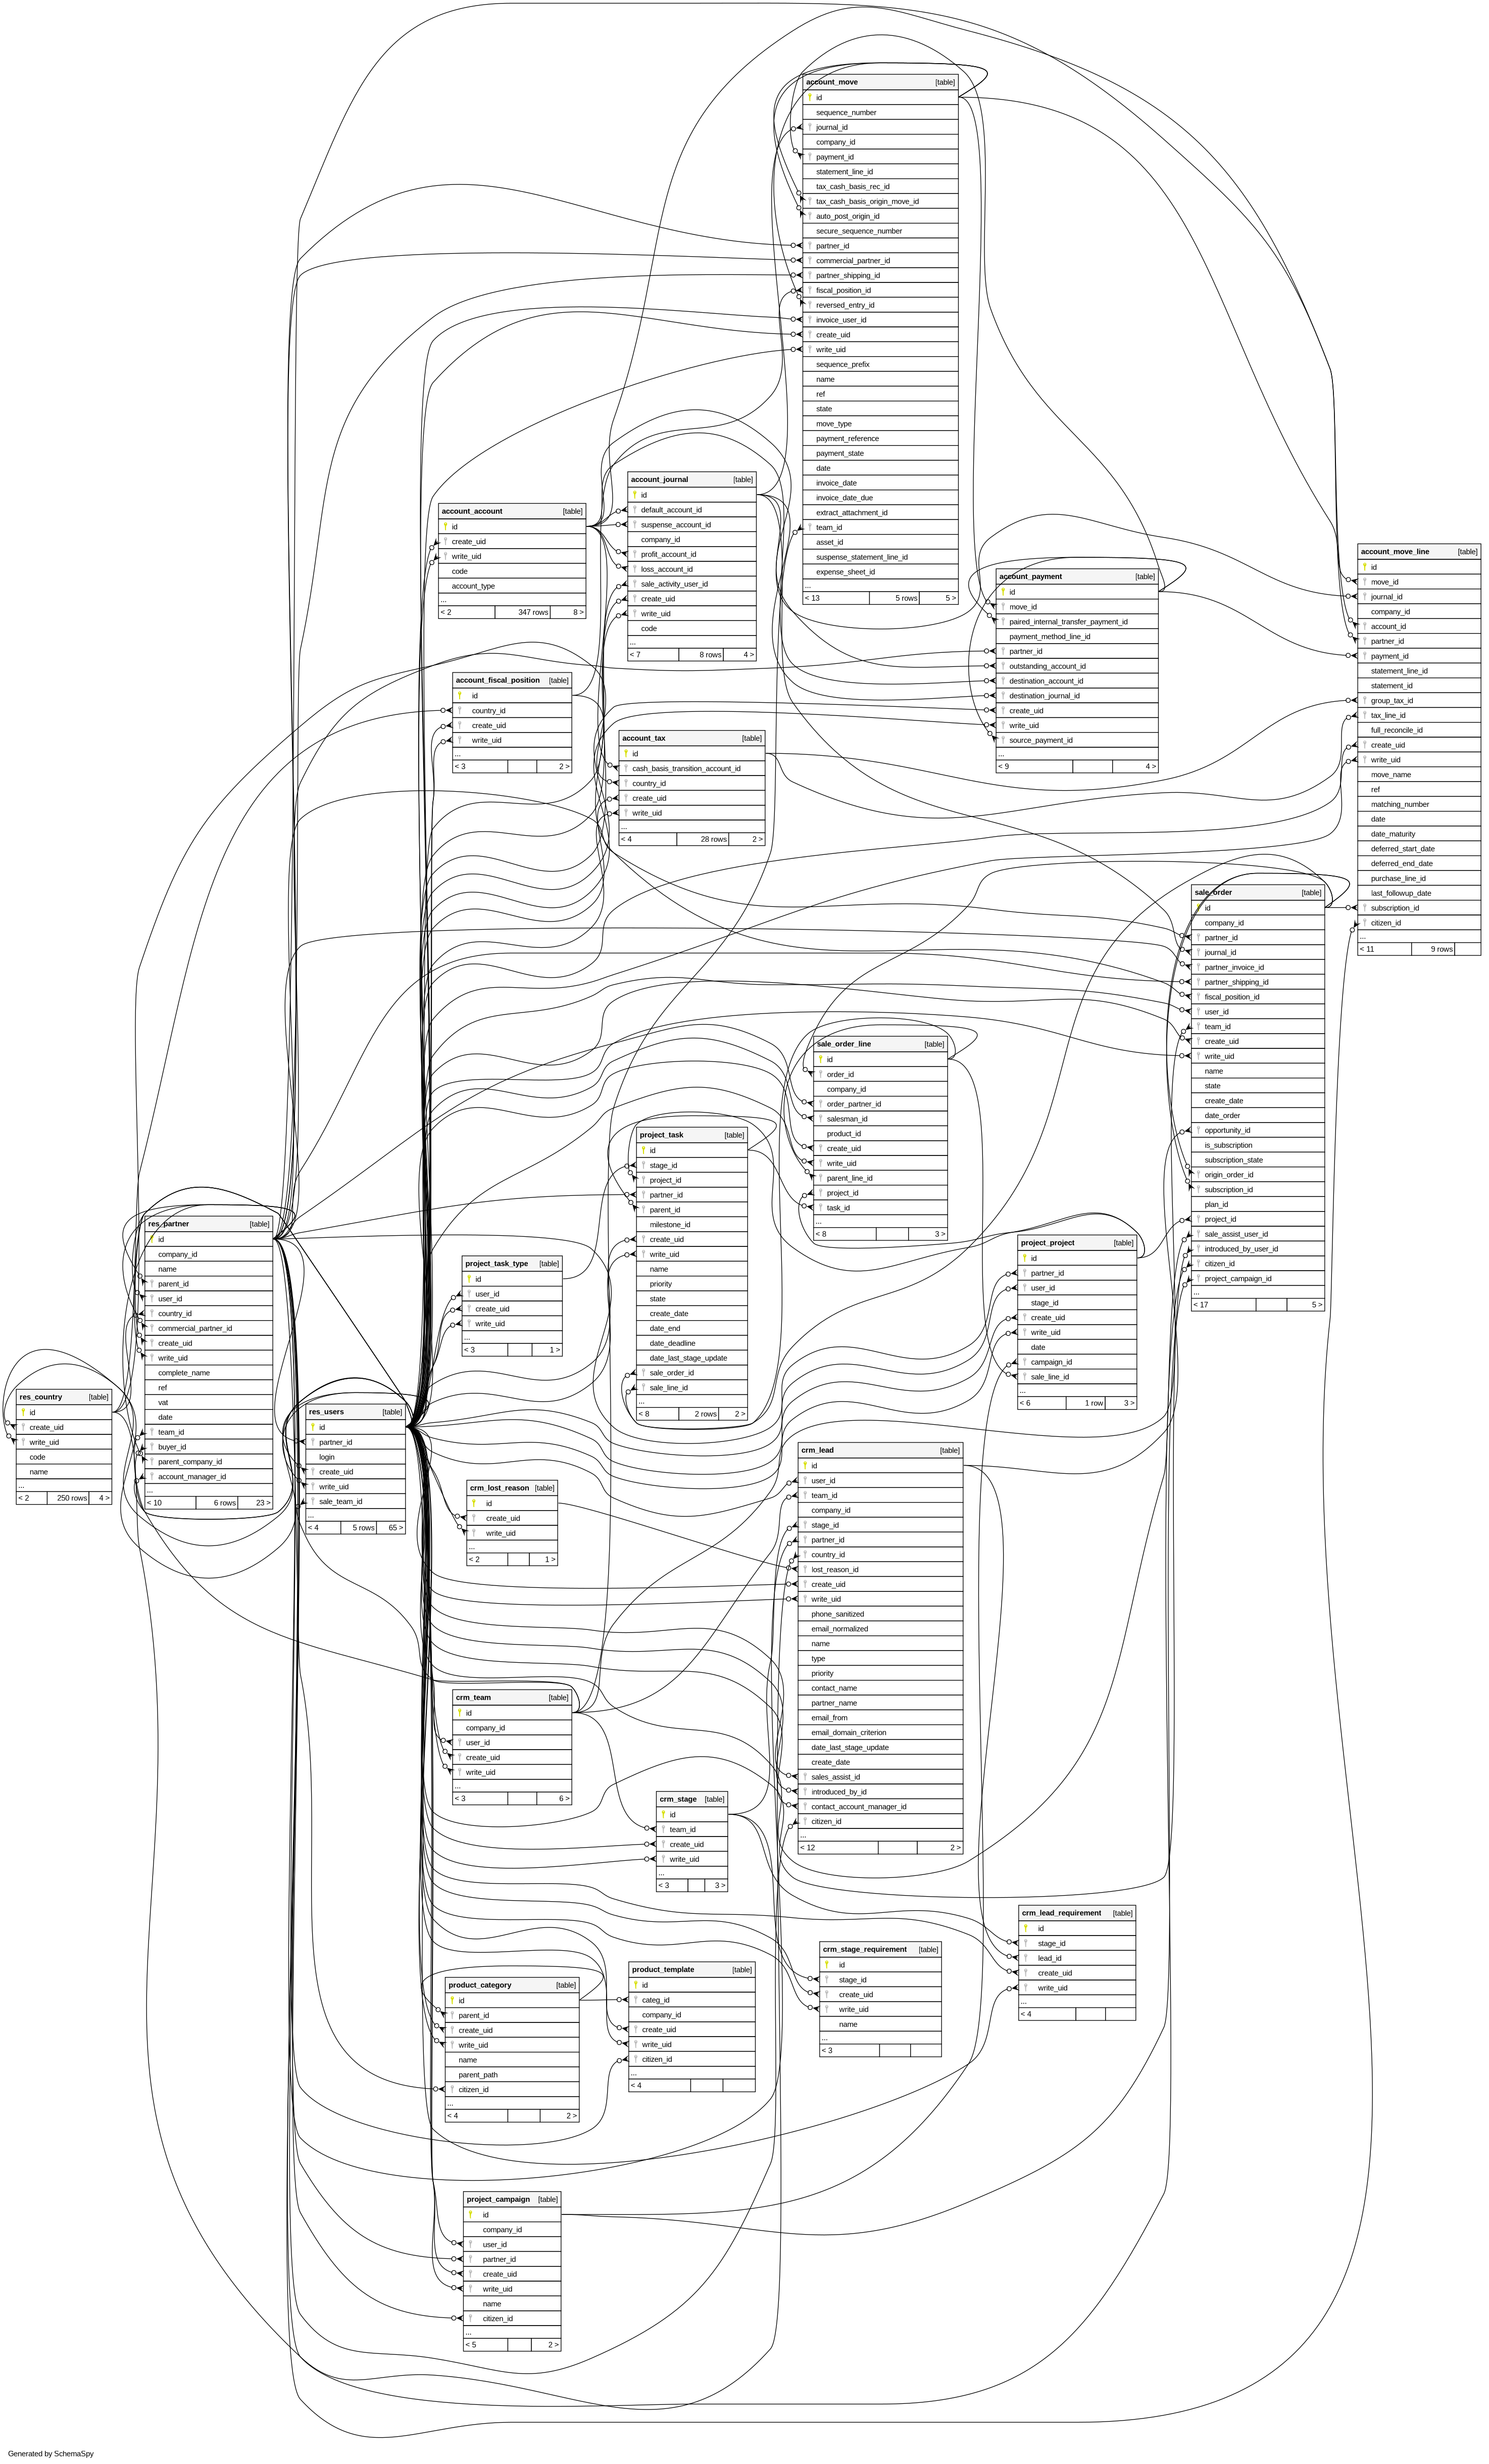 account_move [table]
id
sequence_number
journal_id
company_id
payment_id
statement_line_id
tax_cash_basis_rec_id
tax_cash_basis_origin_move_id
auto_post_origin_id
secure_sequence_number
partner_id
commercial_partner_id
partner_shipping_id
fiscal_position_id
reversed_entry_id
invoice_user_id
create_uid
write_uid
sequence_prefix
name
ref
state
move_type
payment_reference
payment_state
date
invoice_date
invoice_date_due
extract_attachment_id
team_id
asset_id
suspense_statement_line_id
expense_sheet_id
...
< 13 5 rows 5 >
account_journal [table]
id
default_account_id
suspense_account_id
company_id
profit_account_id
loss_account_id
sale_activity_user_id
create_uid
write_uid
code
...
< 7 8 rows 4 >
account_account [table]
id
create_uid
write_uid
code
account_type
...
< 2 347 rows 8 >
account_move_line [table]
id
move_id
journal_id
company_id
account_id
partner_id
payment_id
statement_line_id
statement_id
group_tax_id
tax_line_id
full_reconcile_id
create_uid
write_uid
move_name
ref
matching_number
date
date_maturity
deferred_start_date
deferred_end_date
purchase_line_id
last_followup_date
subscription_id
citizen_id
...
< 11 9 rows
account_payment [table]
id
move_id
paired_internal_transfer_payment_id
payment_method_line_id
partner_id
outstanding_account_id
destination_account_id
destination_journal_id
create_uid
write_uid
source_payment_id
...
< 9 4 >
account_fiscal_position [table]
id
country_id
create_uid
write_uid
...
< 3 2 >
account_tax [table]
id
cash_basis_transition_account_id
country_id
create_uid
write_uid
...
< 4 28 rows 2 >
sale_order [table]
id
company_id
partner_id
journal_id
partner_invoice_id
partner_shipping_id
fiscal_position_id
user_id
team_id
create_uid
write_uid
name
state
create_date
date_order
opportunity_id
is_subscription
subscription_state
origin_order_id
subscription_id
plan_id
project_id
sale_assist_user_id
introduced_by_user_id
citizen_id
project_campaign_id
...
< 17 5 >
sale_order_line [table]
id
order_id
company_id
order_partner_id
salesman_id
product_id
create_uid
write_uid
parent_line_id
project_id
task_id
...
< 8 3 >
project_task [table]
id
stage_id
project_id
partner_id
parent_id
milestone_id
create_uid
write_uid
name
priority
state
create_date
date_end
date_deadline
date_last_stage_update
sale_order_id
sale_line_id
...
< 8 2 rows 2 >
res_partner [table]
id
company_id
name
parent_id
user_id
country_id
commercial_partner_id
create_uid
write_uid
complete_name
ref
vat
date
team_id
buyer_id
parent_company_id
account_manager_id
...
< 10 6 rows 23 >
project_project [table]
id
partner_id
user_id
stage_id
create_uid
write_uid
date
campaign_id
sale_line_id
...
< 6 1 row 3 >
project_task_type [table]
id
user_id
create_uid
write_uid
...
< 3 1 >
res_country [table]
id
create_uid
write_uid
code
name
...
< 2 250 rows 4 >
res_users [table]
id
partner_id
login
create_uid
write_uid
sale_team_id
...
< 4 5 rows 65 >
crm_lead [table]
id
user_id
team_id
company_id
stage_id
partner_id
country_id
lost_reason_id
create_uid
write_uid
phone_sanitized
email_normalized
name
type
priority
contact_name
partner_name
email_from
email_domain_criterion
date_last_stage_update
create_date
sales_assist_id
introduced_by_id
contact_account_manager_id
citizen_id
...
< 12 2 >
crm_lost_reason [table]
id
create_uid
write_uid
...
< 2 1 >
crm_team [table]
id
company_id
user_id
create_uid
write_uid
...
< 3 6 >
crm_stage [table]
id
team_id
create_uid
write_uid
...
< 3 3 >
crm_lead_requirement [table]
id
stage_id
lead_id
create_uid
write_uid
...
< 4
crm_stage_requirement [table]
id
stage_id
create_uid
write_uid
name
...
< 3
product_template [table]
id
categ_id
company_id
create_uid
write_uid
citizen_id
...
< 4
product_category [table]
id
parent_id
create_uid
write_uid
name
parent_path
citizen_id
...
< 4 2 >
project_campaign [table]
id
company_id
user_id
partner_id
create_uid
write_uid
name
citizen_id
...
< 5 2 >
Generated by SchemaSpy